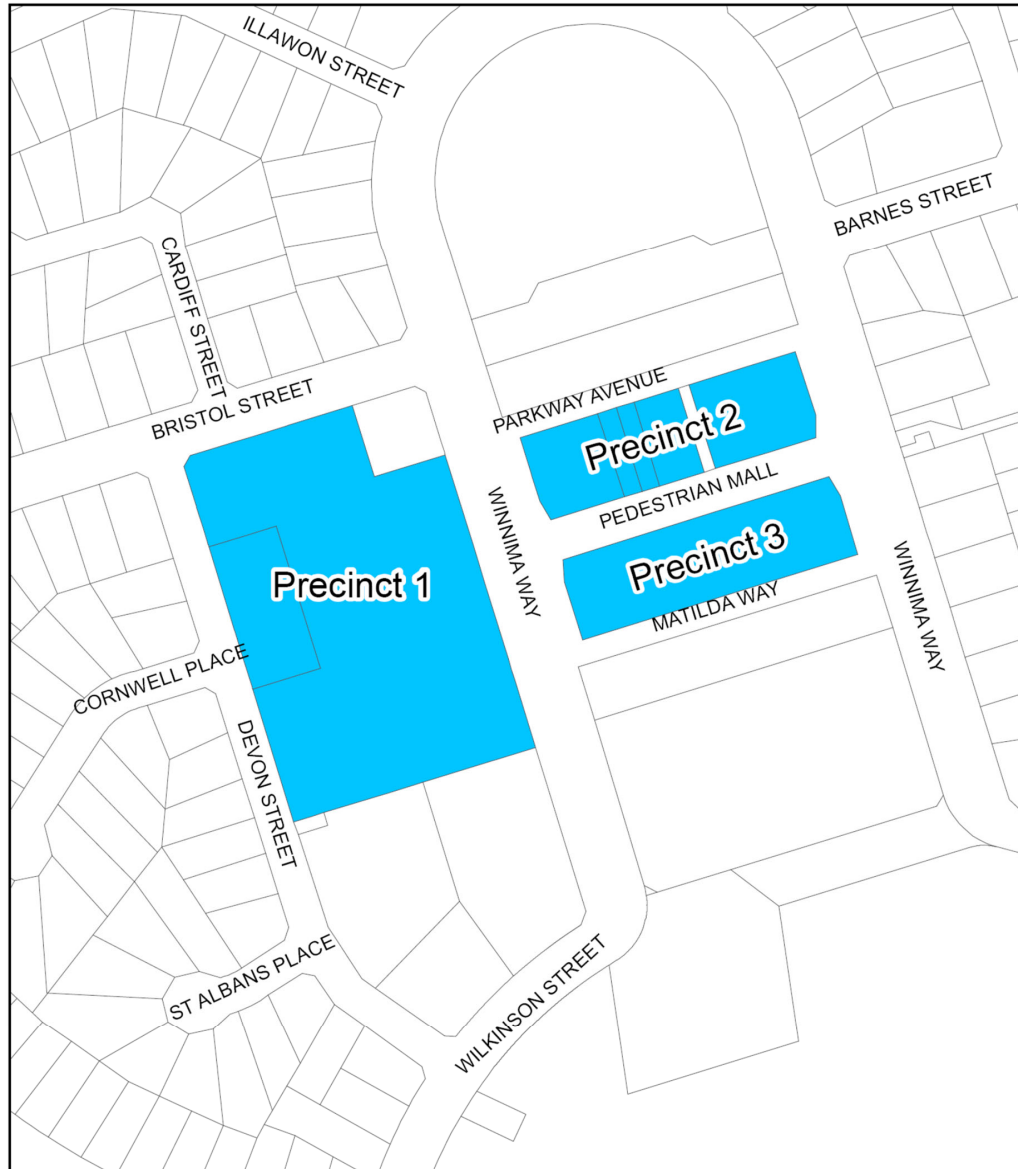 ILLAWON STREET
BARNES STREET
CARDIFF STREET
BRISTOL STREET
PARKWAY AVENUE
Precinct 2
PEDESTRIAN MALL
WINNIMA WAY
Precinct 1
Precinct 3
MATILDA WAY
WINNIMA WAY
CORNWELL PLACE
DEVON STREET
ST ALBANS PLACE
WILKINSON STREET